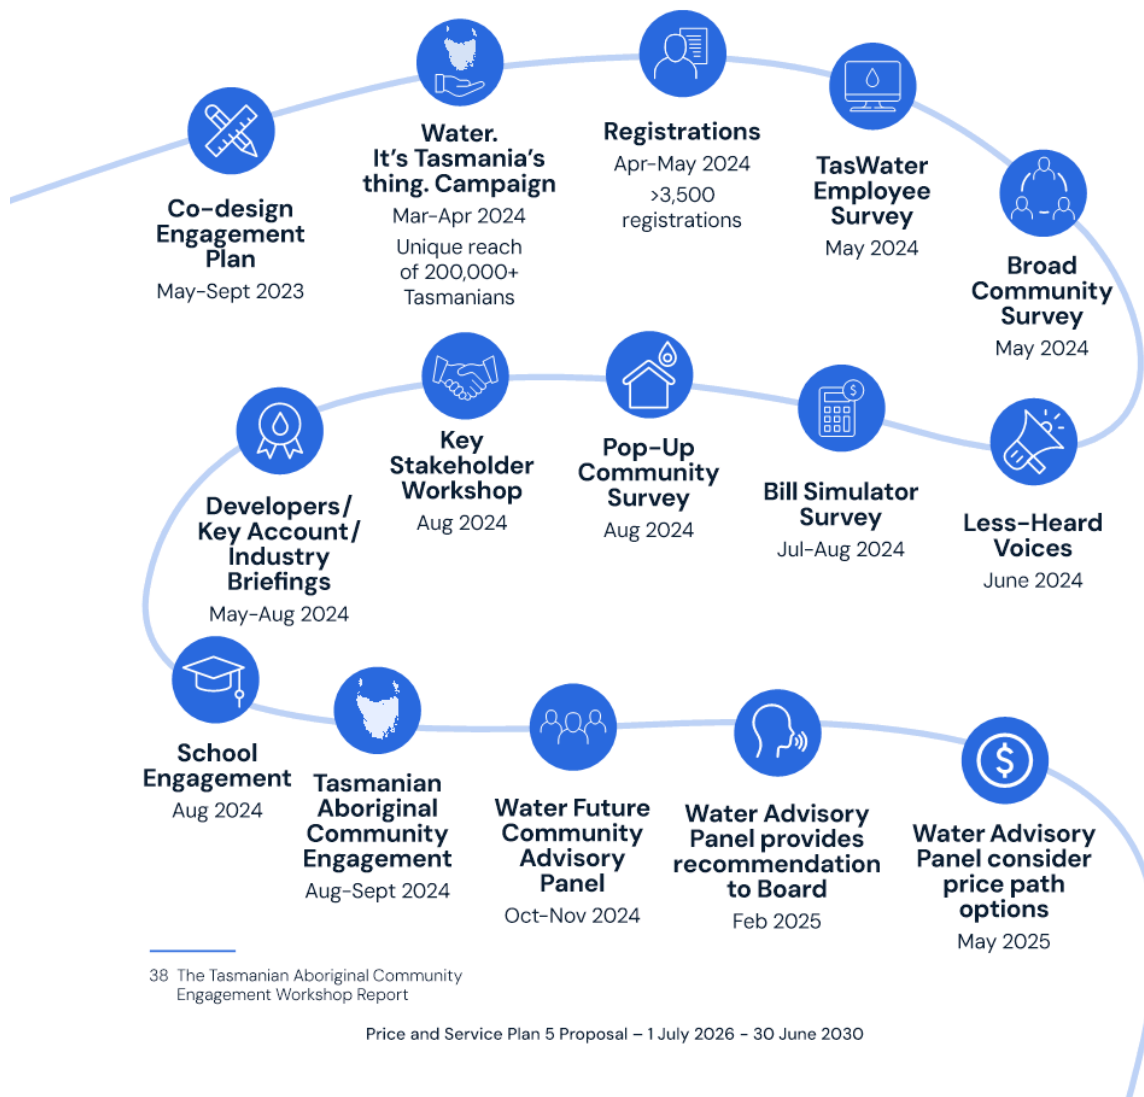 Co-design
Engagement
Plan
May-Sept 2023
Water.
It's Tasmania's
thing. Campaign
Mar-Apr 2024
Unique reach
of 200,000+
Tasmanians
Registrations
Apr-May 2024
>3,500
registrations
TasWater
Employee
Survey
May 2024
Broad
Community
Survey
May 2024
Less-Heard
Voices
June 2024
Bill Simulator
Survey
Jul-Aug 2024
Pop-Up
Community
Survey
Aug 2024
Key
Stakeholder
Workshop
Aug 2024
Developers/
Key Account/
Industry
Briefings
May-Aug 2024
School
Engagement
Aug 2024
Tasmanian
Aboriginal
Community
Engagement
Aug-Sept 2024
Water Future
Community
Advisory
Panel
Oct-Nov 2024
Water Advisory
Panel provides
recommendation
to Board
Feb 2025
Water Advisory
Panel consider
price path
options
May 2025
38 The Tasmanian Aboriginal Community
Engagement Workshop Report
Price and Service Plan 5 Proposal – 1 July 2026 - 30 June 2030